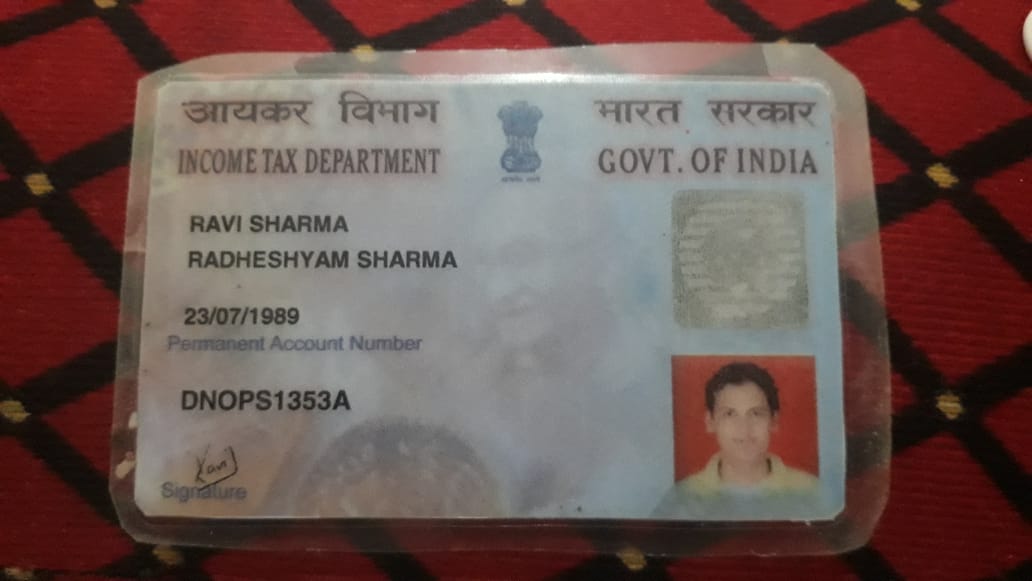 आयकर विभाग
INCOME TAX DEPARTMENT
भारत सरकार
GOVT. OF INDIA
RAVI SHARMA
RADHESHYAM SHARMA
23/07/1989
Permanent Account Number
DNOPS1353A
Ravi
Signature